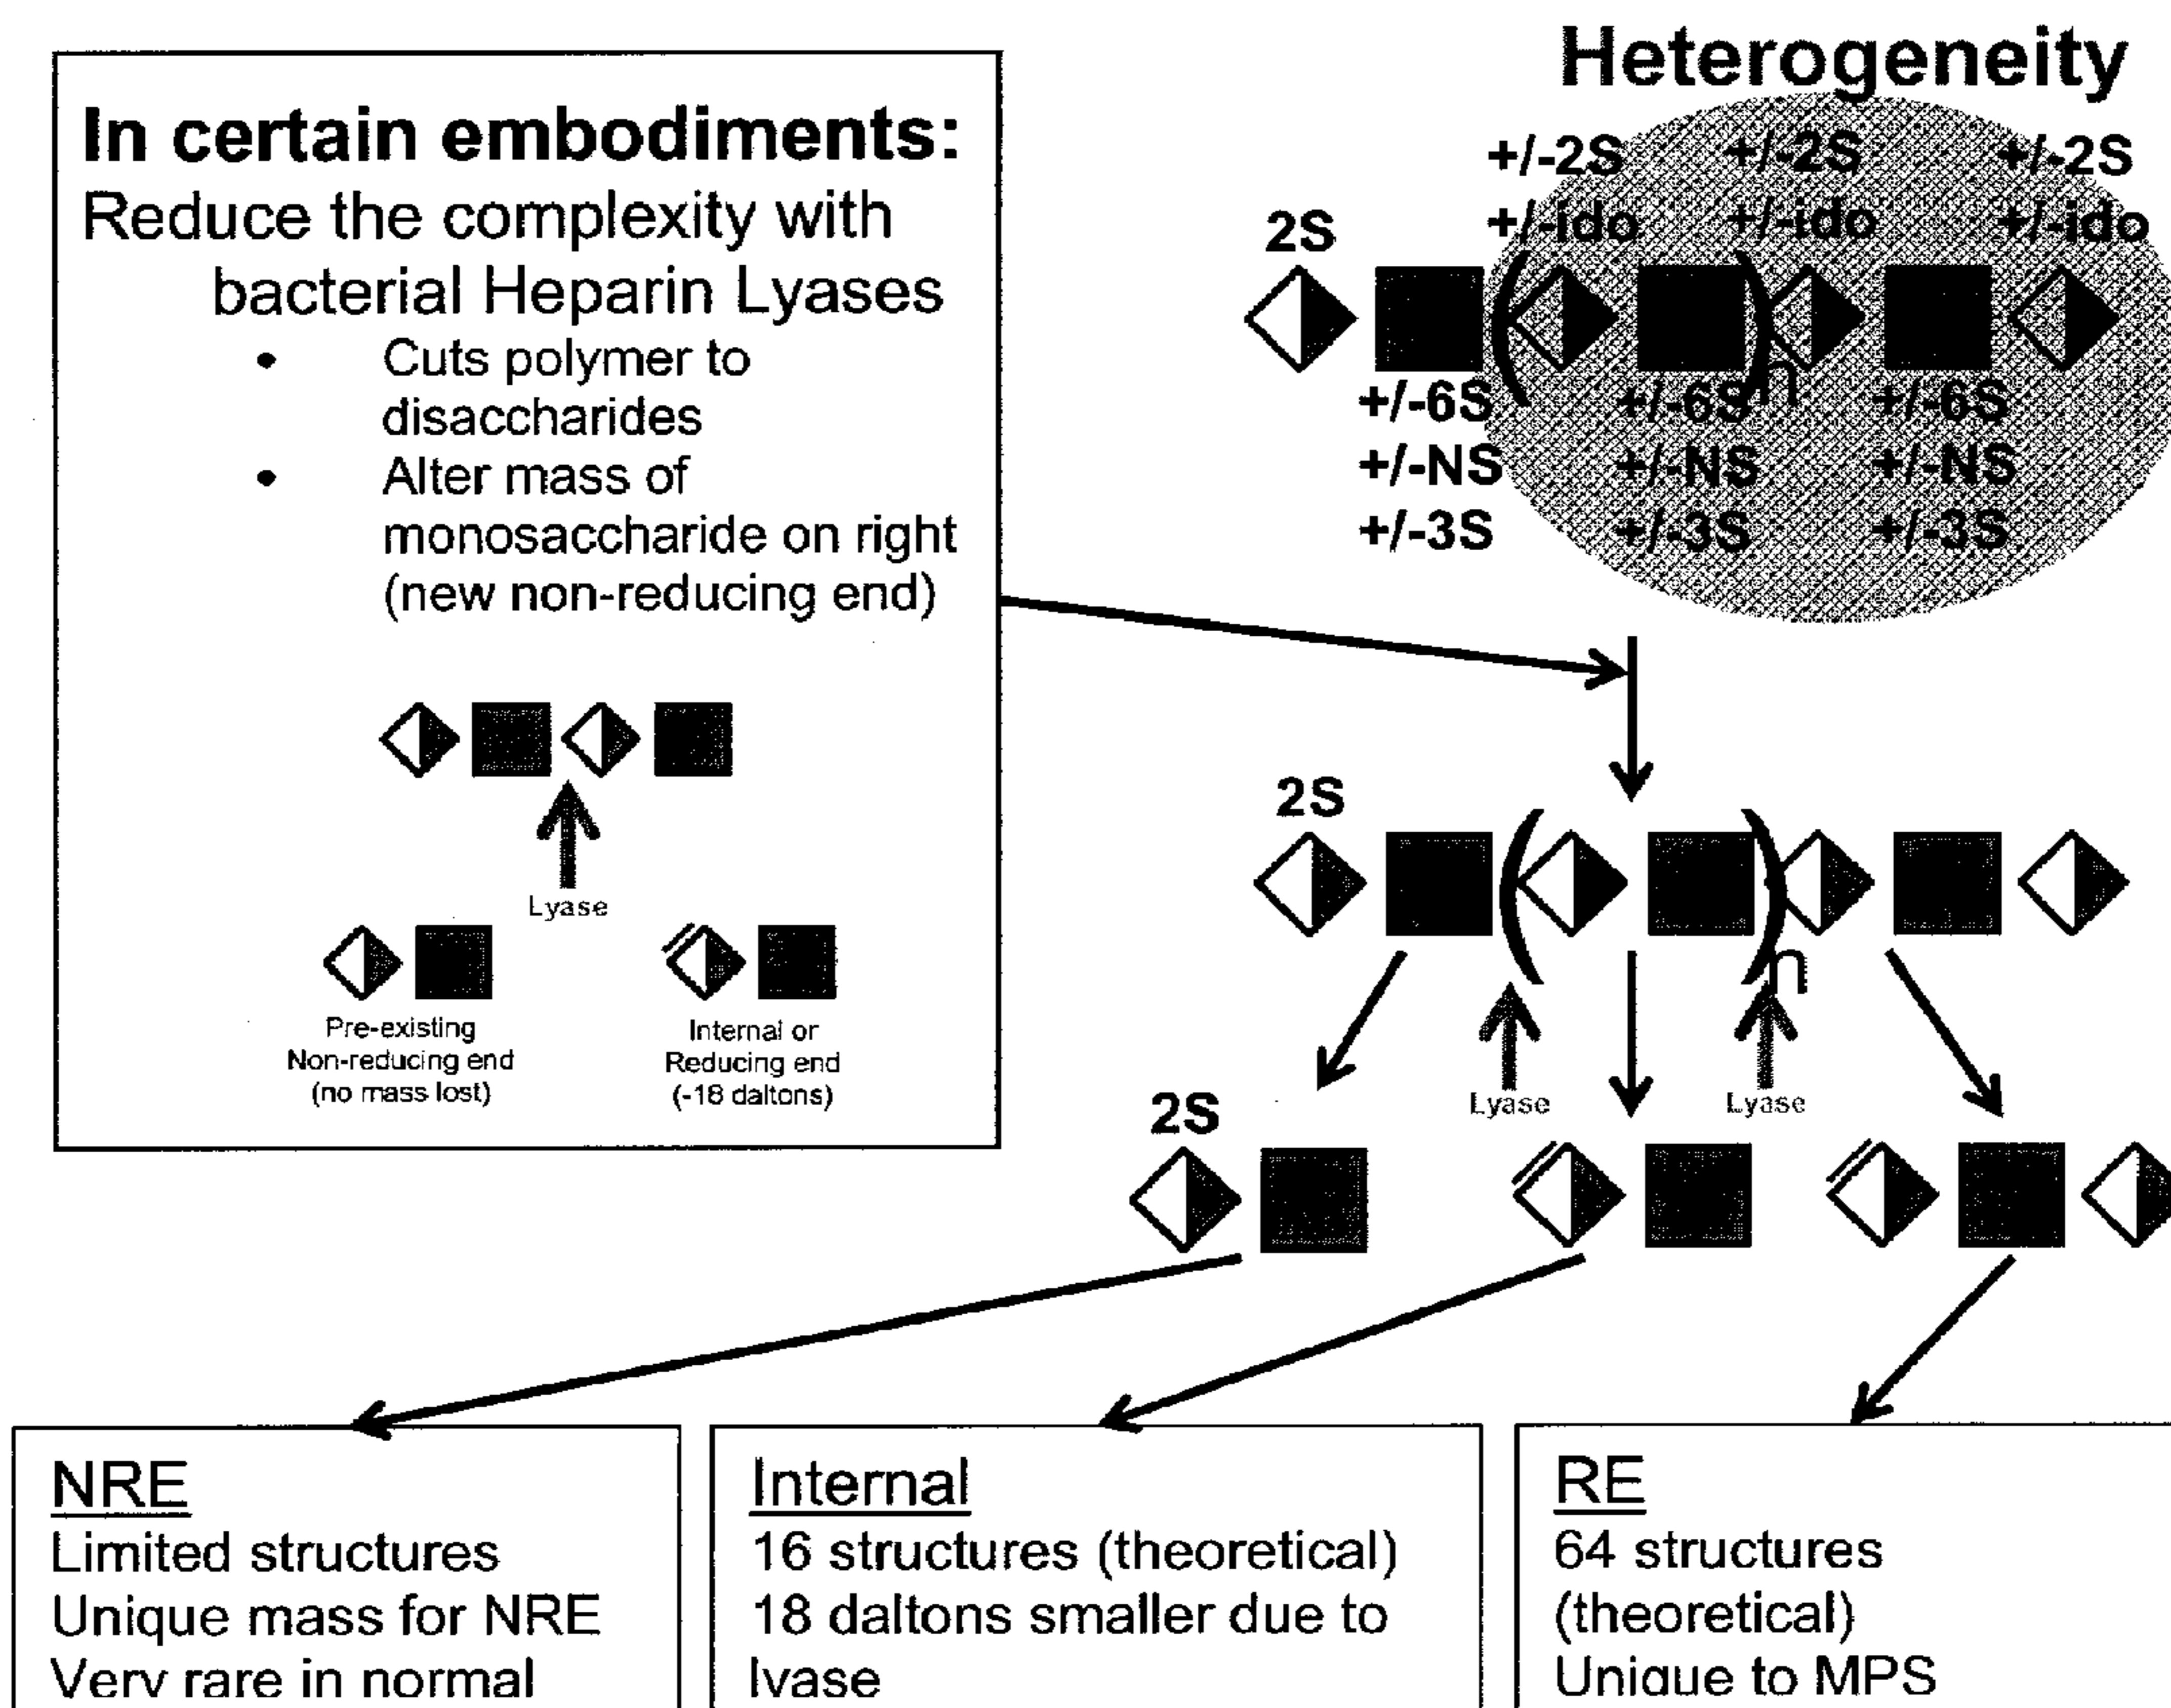 Heterogeneity
In certain embodiments:
Reduce the complexity with
bacterial Heparin Lyases
• Cuts polymer to
disaccharides
• Alter mass of
monosaccharide on right
(new non-reducing end)
Lyase
Pre-existing
Non-reducing end
(no mass lost)
Internal or
Reducing end
(-18 daltons)
+/-2S +/-2S +/-2S
2S +/-ido +/-ido +/-ido
( ) n
+/-6S +/-6S +/-6S
+/-NS +/-NS +/-NS
+/-3S +/-3S +/-3S
2S
( ) n
Lyase Lyase
2S
NRE
Limited structures
Unique mass for NRE
Very rare in normal
Internal
16 structures (theoretical)
18 daltons smaller due to
lyase
RE
64 structures
(theoretical)
Unique to MPS